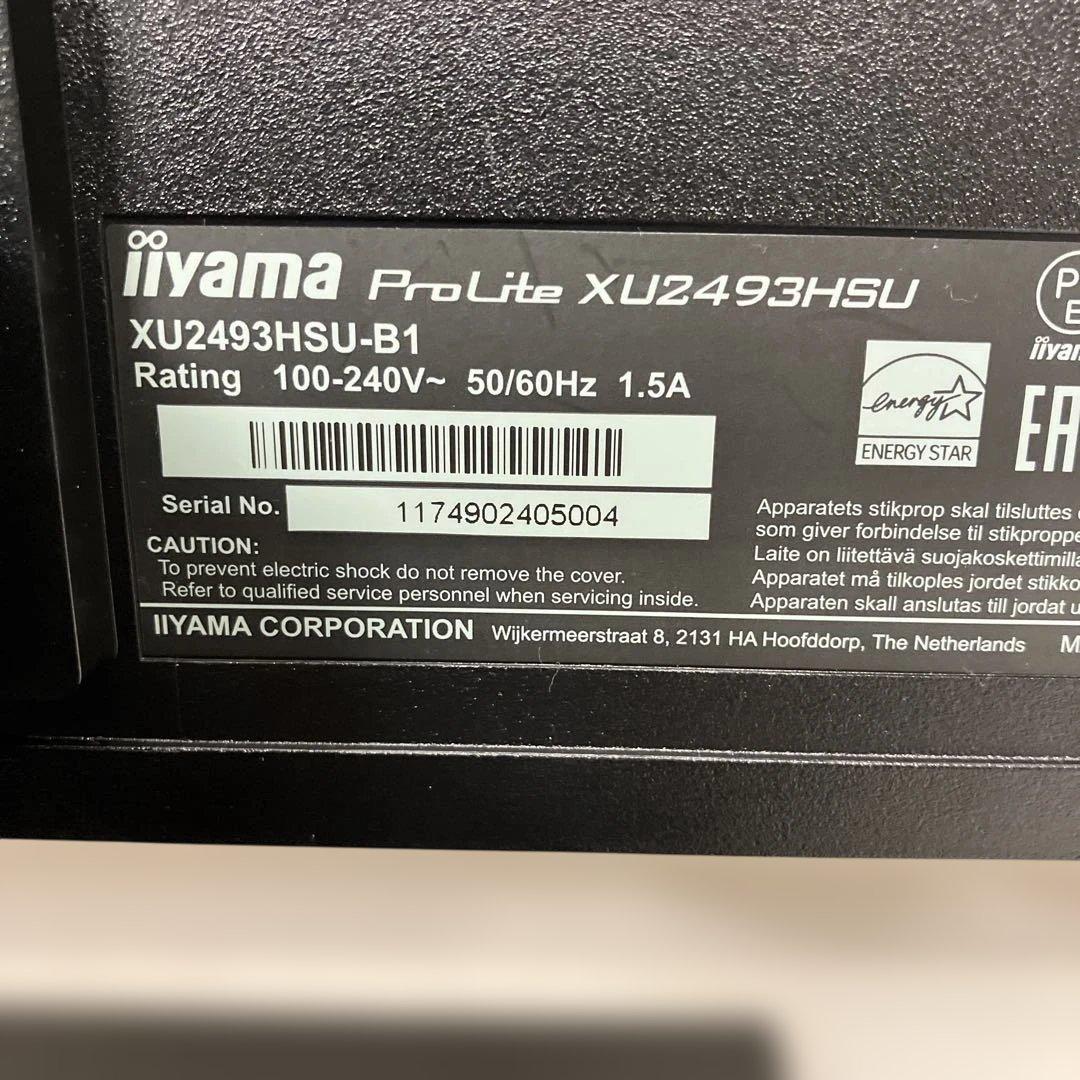 iiyama ProLite XU2493HSU
XU2493HSU-B1
Rating 100-240V~ 50/60Hz 1.5A
Serial No. 1174902405004
CAUTION:
To prevent electric shock do not remove the cover.
Refer to qualified service personnel when servicing inside.
IIYAMA CORPORATION Wijkermeerstraat 8, 2131 HA Hoofddorp, The Netherlands
energy
ENERGY STAR
Apparatets stikprop skal tilsluttes
som giver forbindelse til
Laite on liitettävä
Apparatet må tilkoples jordet
Apparaten skall anslutas till jordat